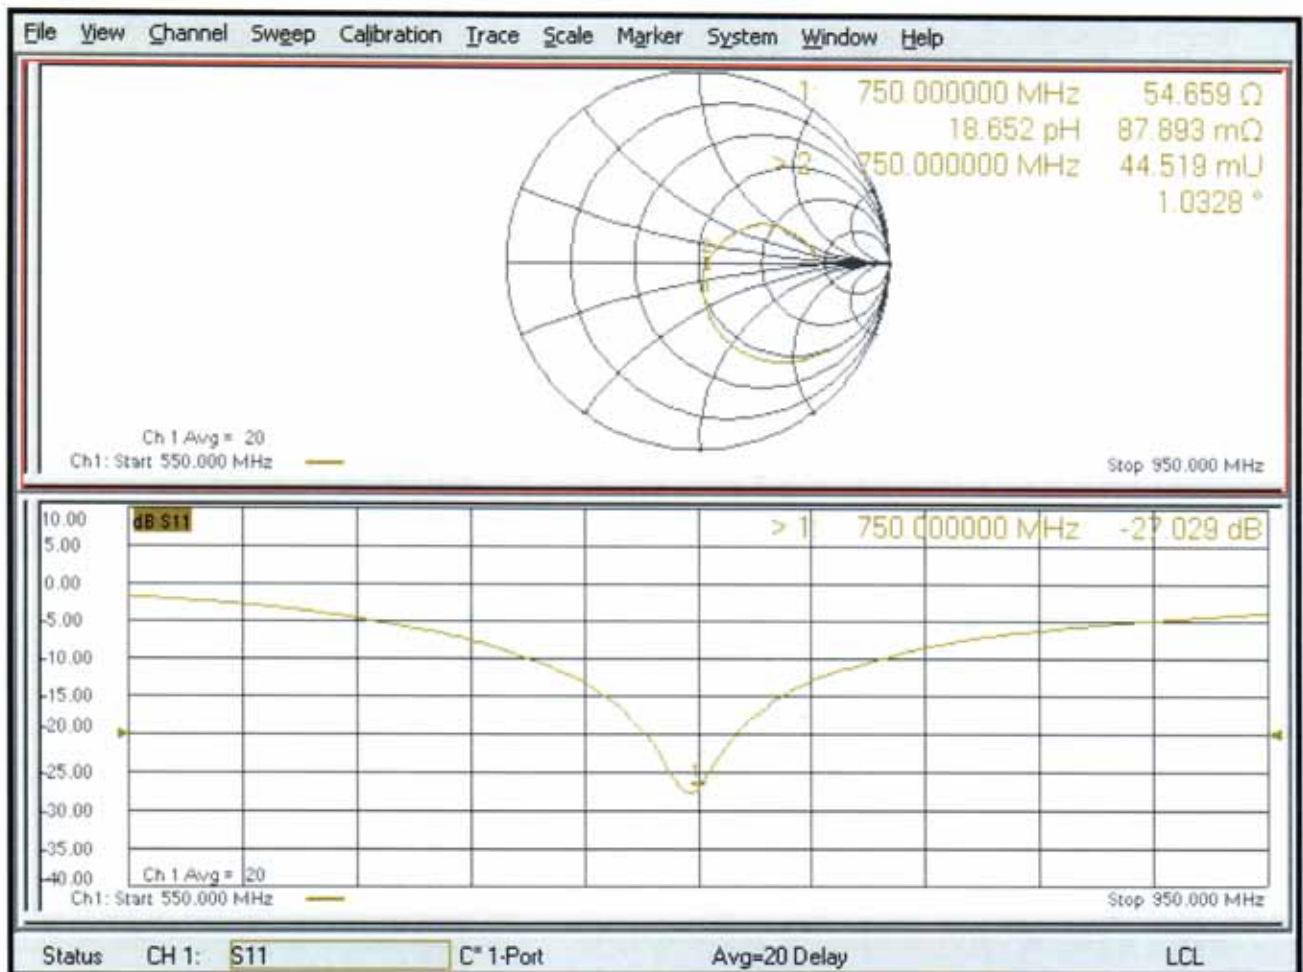 File View Channel Sweep Calibration Trace Scale Marker System Window Help
1: 750.000000 MHz 54.659 Ω
18.652 pH 87.893 mΩ
> 2: 750.000000 MHz 44.519 mU
1.0328 °
Ch 1 Avg = 20
Ch1: Start 550.000 MHz
Stop 950.000 MHz
10.00
dB S11
> 1: 750.000000 MHz -27.029 dB
5.00
0.00
-5.00
-10.00
-15.00
-20.00
-25.00
1
-30.00
-35.00
-40.00
Ch 1 Avg = 20
Ch1: Start 550.000 MHz
Stop 950.000 MHz
Status CH 1: S11 C* 1-Port Avg=20 Delay LCL